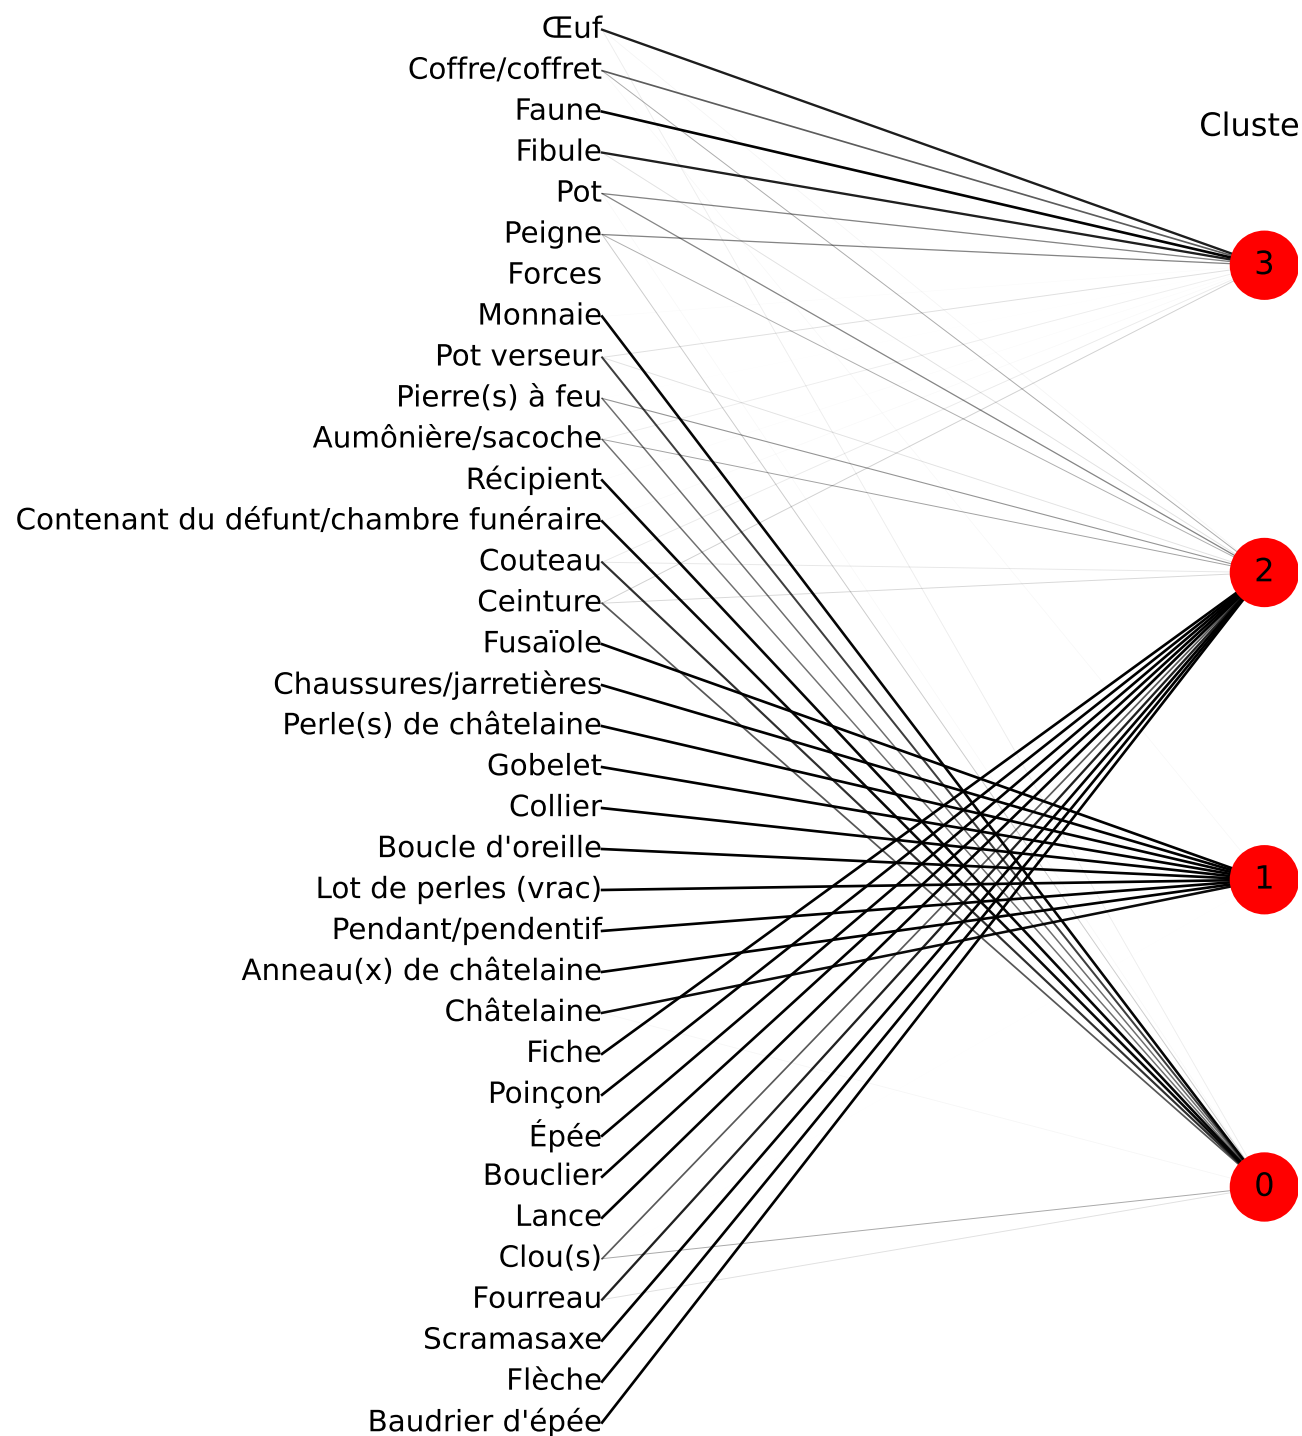 Œuf
Coffre/coffret
Faune
Cluste
Fibule
Pot
Peigne
3
Forces
Monnaie
Pot verseur
Pierre(s) à feu
Aumônière/sacoche
Récipient
Contenant du défunt/chambre funéraire
Couteau
2
Ceinture
Fusaïole
Chaussures/jarretières
Perle(s) de châtelaine
Gobelet
Collier
Boucle d'oreille
1
Lot de perles (vrac)
Pendant/pendentif
Anneau(x) de châtelaine
Châtelaine
Fiche
Poinçon
Épée
Bouclier
0
Lance
Clou(s)
Fourreau
Scramasaxe
Flèche
Baudrier d'épée